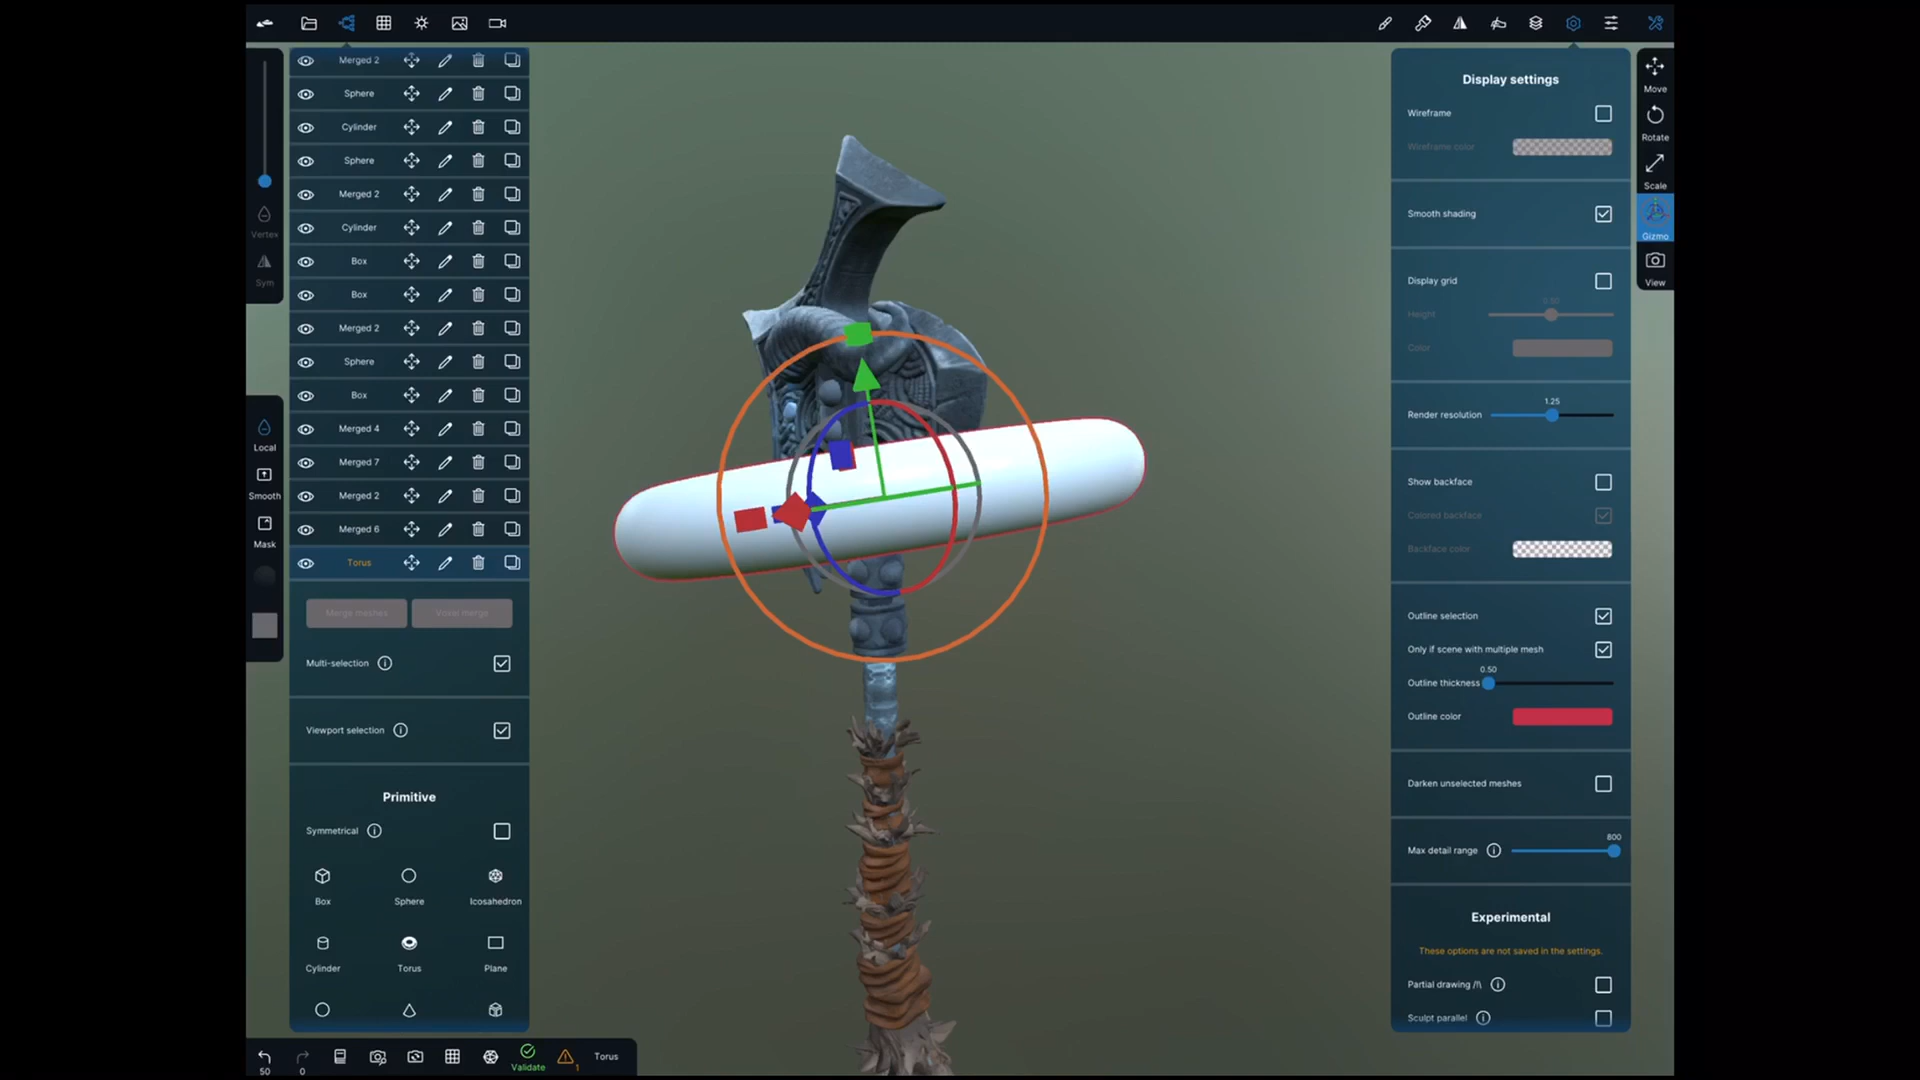 Merged 2
Sphere
Cylinder
Sphere
Merged 2
Cylinder
Box
Box
Merged 2
Sphere
Box
Merged 4
Merged 7
Merged 2
Merged 6
Torus
Merge meshes Voxel merge
Multi-selection
Viewport selection
Primitive
Symmetrical
Box Sphere Icosahedron
Cylinder Torus Plane
Vertex
Sym
Local
Smooth
Mask
50 0 Validate 1 Torus
Display settings
Wireframe
Wireframe color
Smooth shading
Display grid
0.50
Height
Color
1.25
Render resolution
Show backface
Colored backface
Backface color
Outline selection
Only if scene with multiple mesh
0.50
Outline thickness
Outline color
Darken unselected meshes
800
Max detail range
Experimental
These options are not saved in the settings.
Partial drawing /!\
Sculpt parallel
Move
Rotate
Scale
Gizmo
View